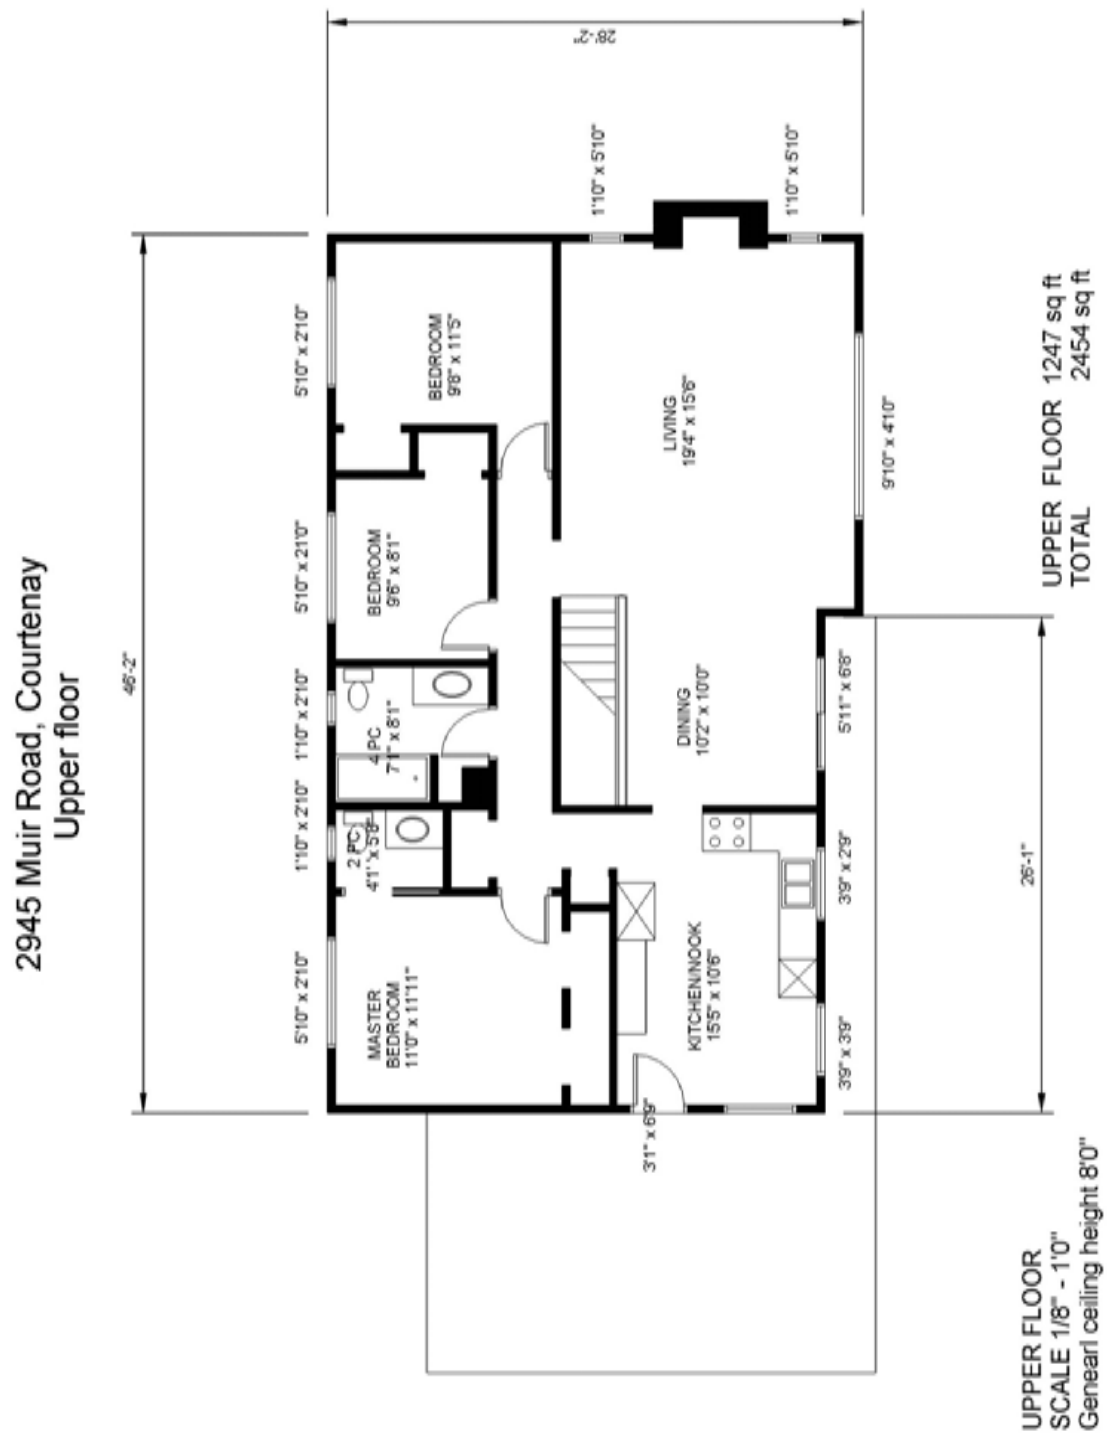 2945 Muir Road, Courtenay
Upper floor
46'-2"
5'10" x 2'10"
1'10" x 2'10"
1'10" x 2'10"
5'10" x 21'0"
5'10" x 2'10"
28'-2"
MASTER
BEDROOM
11'0" x 11'11"
2 PC
4'1' x 5'8"
4 PC
7'1" x 8'1"
BEDROOM
9'6" x 8'1"
BEDROOM
9'8" x 11'5"
1'10" x 5'10"
1'10" x 5'10"
LIVING
19'4" x 15'6"
DINING
10'2" x 10'0"
KITCHEN/NOOK
15'5" x 10'6"
3'1" x 6'9"
3'9" x 3'9"
3'9" x 2'9"
5'11" x 6'8"
9'10" x 4'10"
26'-1"
UPPER FLOOR
SCALE 1/8" - 1'0"
Genearl ceiling height 8'0"
UPPER FLOOR 1247 sq ft
TOTAL 2454 sq ft